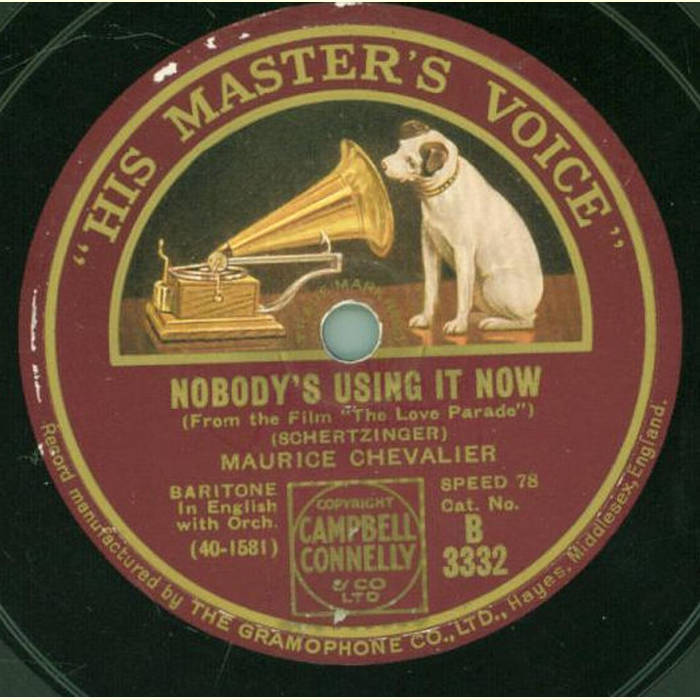 "HIS MASTER'S VOICE"
NOBODY'S USING IT NOW
(From the Film "The Love Parade")
(SCHERTZINGER)
MAURICE CHEVALIER
BARITONE
In English
with Orch.
(40-1581)
COPYRIGHT
CAMPBELL
CONNELLY
& CO
LTD
SPEED 78
Cat. No.
B
3332
Record manufactured by THE GRAMOPHONE CO., LTD., Hayes, Middlesex, England.